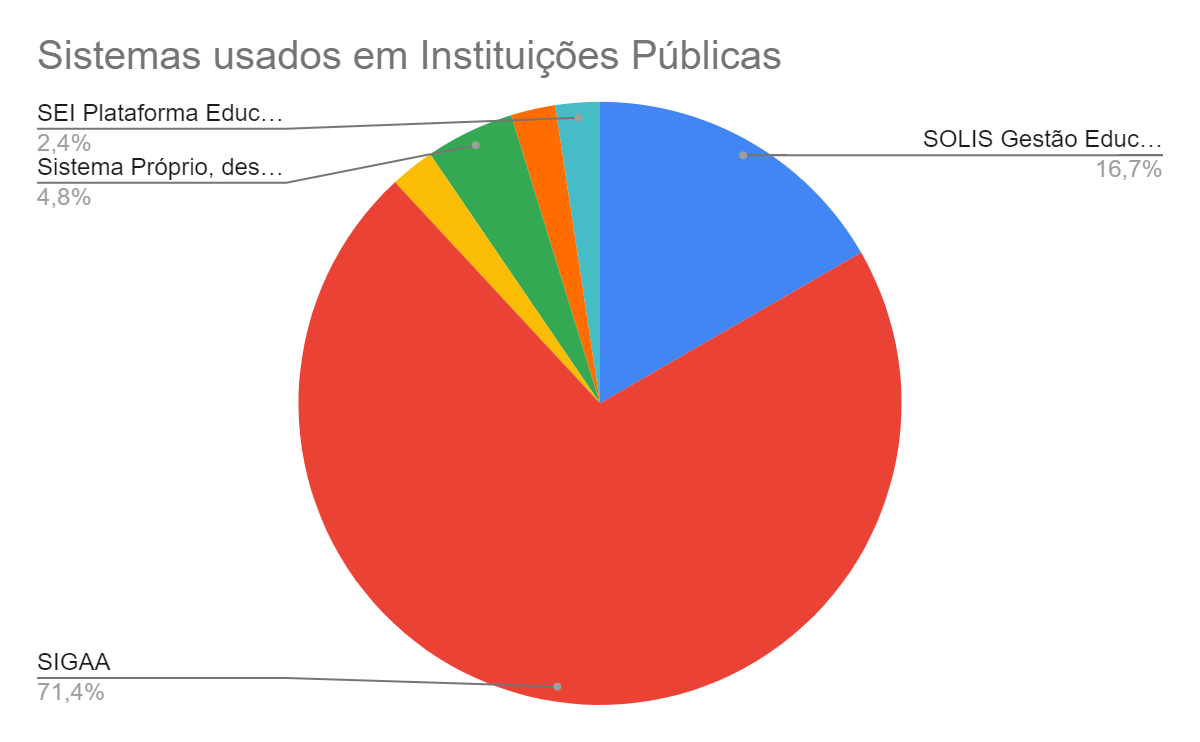 Sistemas usados em Instituições Públicas
SEI Plataforma Educ…
2,4%
Sistema Próprio, des…
4,8%
SOLIS Gestão Educ…
16,7%
SIGAA
71,4%